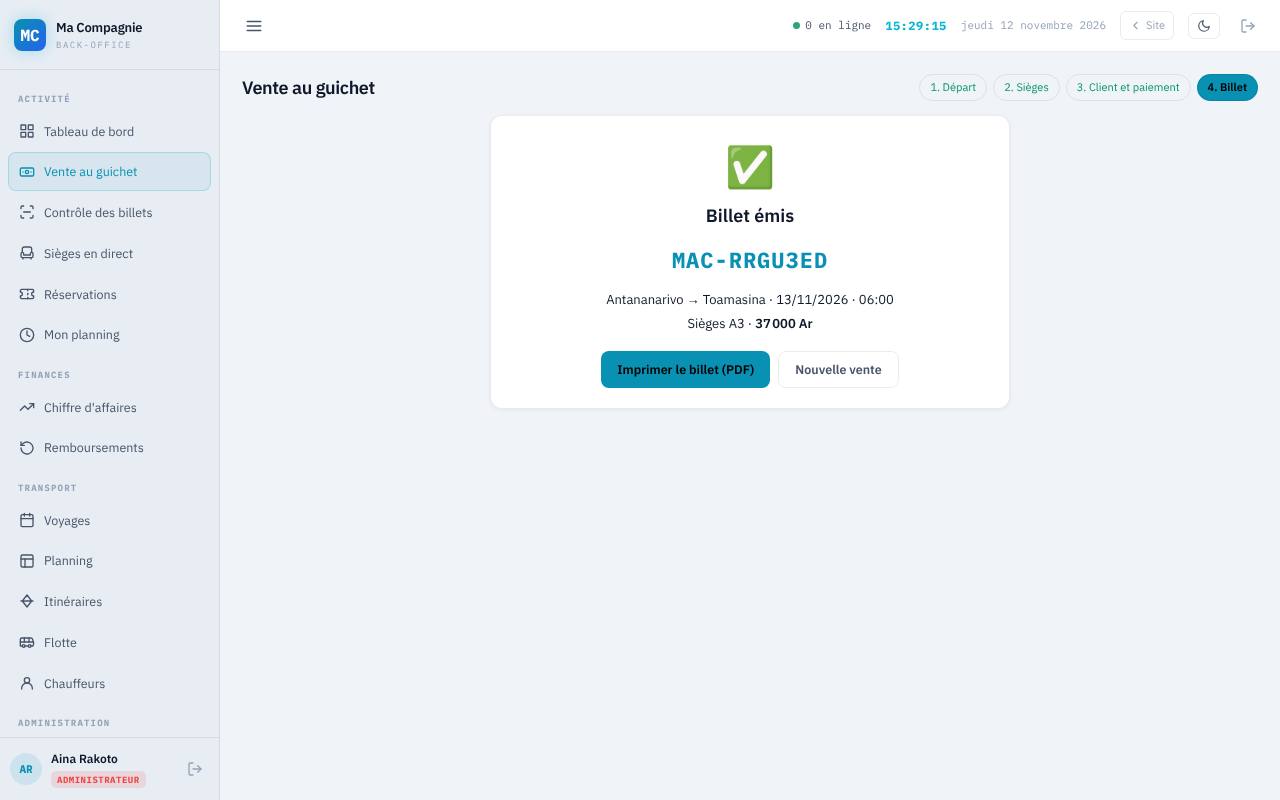 MC
Ma Compagnie
BACK-OFFICE
ACTIVITÉ
Tableau de bord
Vente au guichet
Contrôle des billets
Sièges en direct
Réservations
Mon planning
FINANCES
Chiffre d'affaires
Remboursements
TRANSPORT
Voyages
Planning
Itinéraires
Flotte
Chauffeurs
ADMINISTRATION
AR
Aina Rakoto
ADMINISTRATEUR
0 en ligne 15:29:15 jeudi 12 novembre 2026 Site
Vente au guichet
1. Départ 2. Sièges 3. Client et paiement 4. Billet
Billet émis
MAC-RRGU3ED
Antananarivo → Toamasina · 13/11/2026 · 06:00
Sièges A3 · 37 000 Ar
Imprimer le billet (PDF) Nouvelle vente